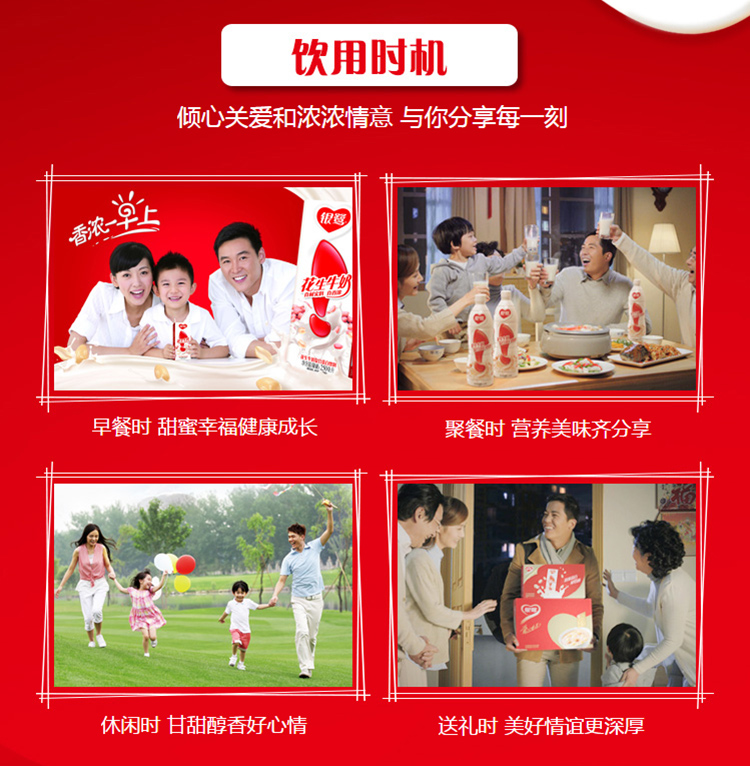 饮用时机
倾心关爱和浓浓情意 与你分享每一刻
香浓一早上
银鹭
花生牛奶
早餐时 甜蜜幸福健康成长
聚餐时 营养美味齐分享
休闲时 甘甜醇香好心情
送礼时 美好情谊更深厚